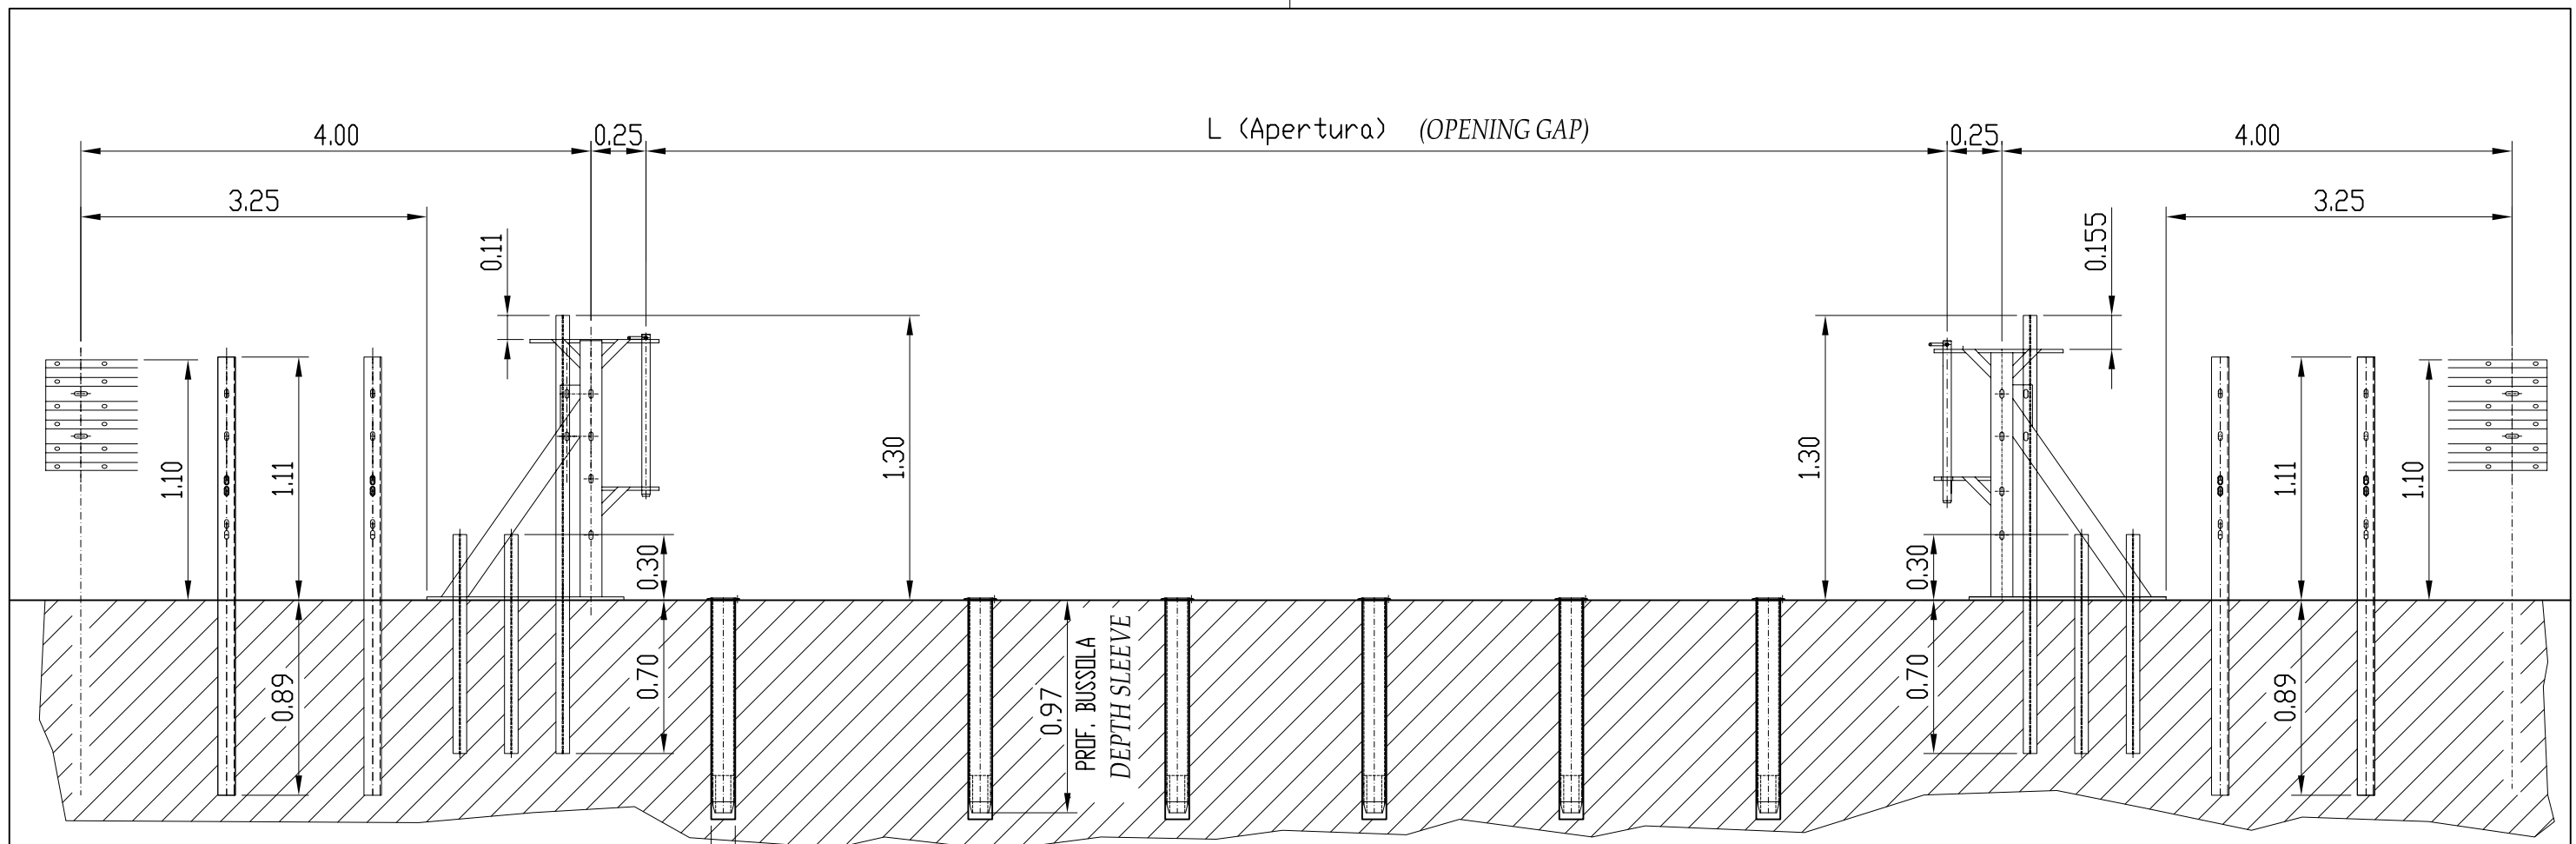 L (Apertura) (OPENING GAP)
4.00 0.25 0.25 4.00
3.25 3.25
0.11 0.155
1.10 1.11 1.30 1.30 1.11 1.10
0.30 0.30
0.89 0.70 0.97 0.70 0.89
PROF. BUSSOLA
DEPTH SLEEVE